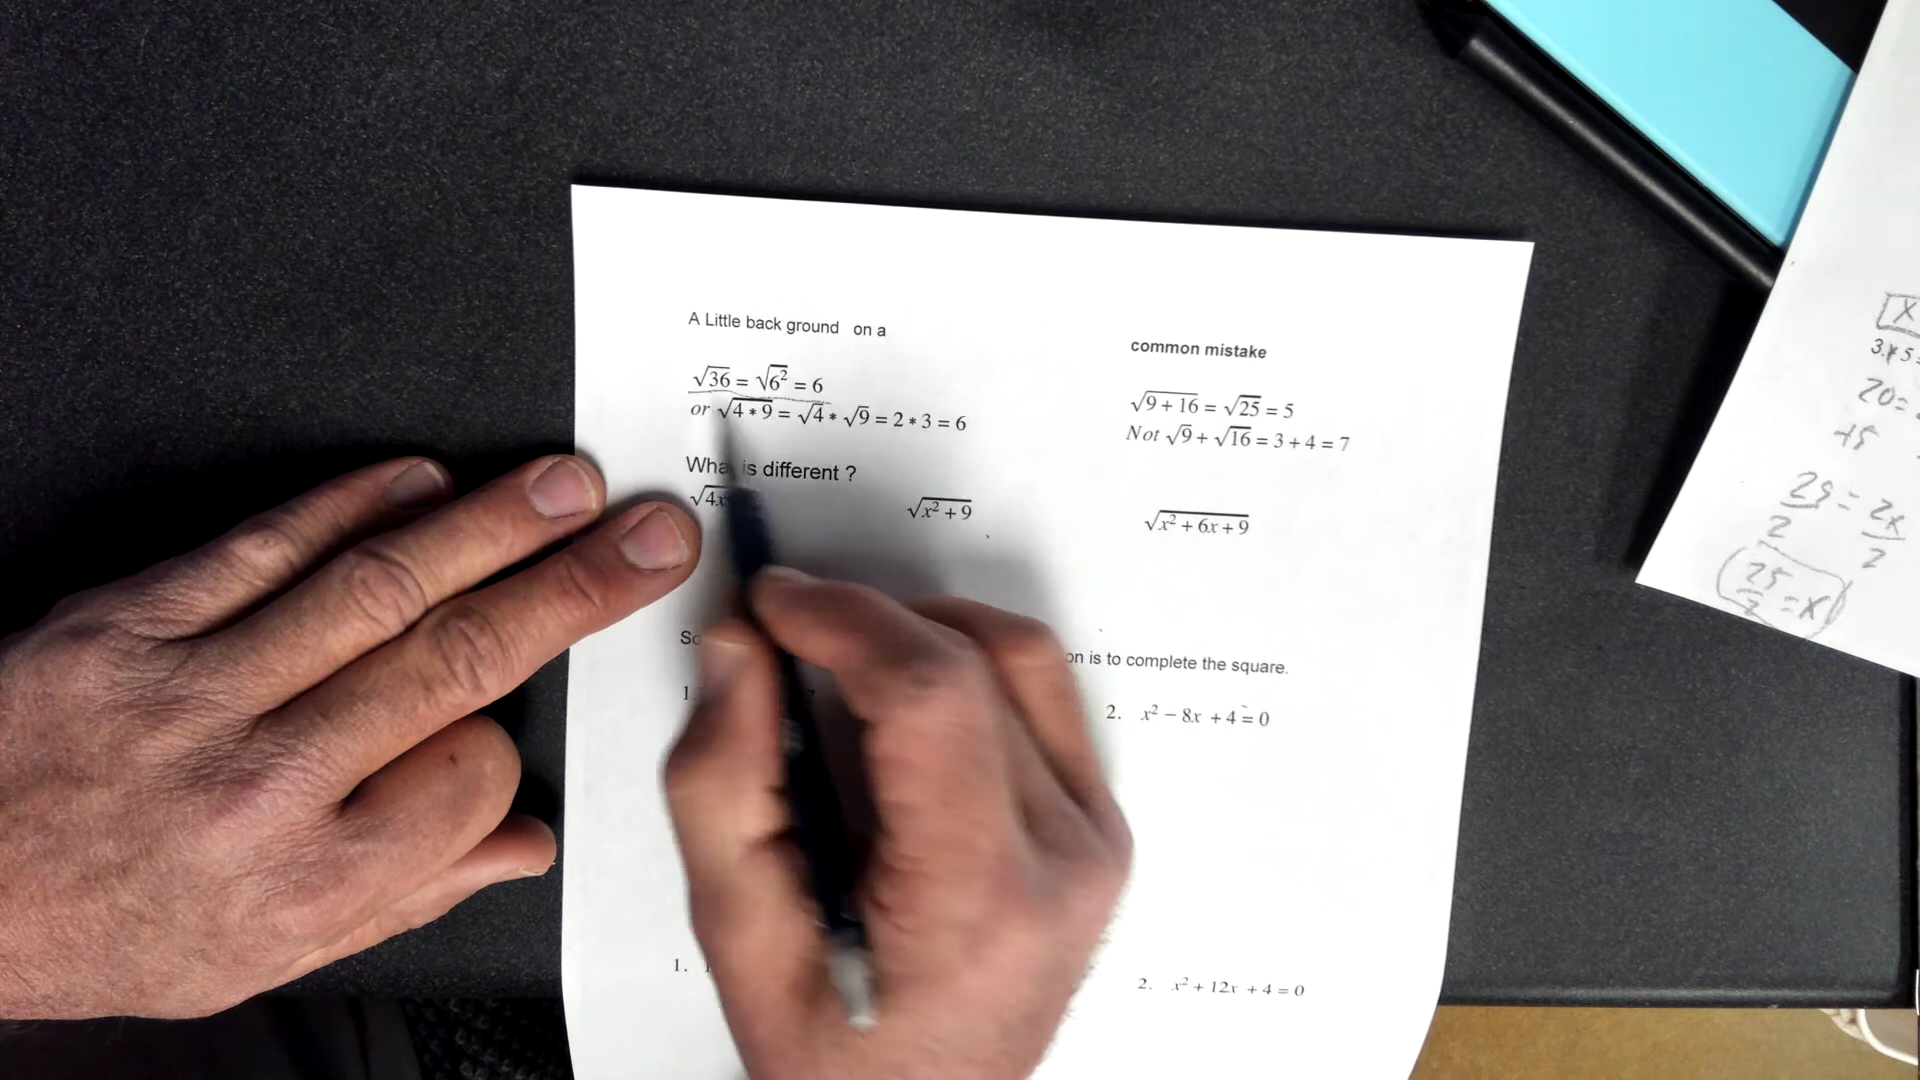 A Little back ground on a
common mistake
√36 = √6² = 6
or √4 * 9 = √4 * √9 = 2 * 3 = 6
√9 + 16 = √25 = 5
Not √9 + √16 = 3 + 4 = 7
is different ?
√4x
√x² + 9
√x² + 6x + 9
is to complete the square.
2. x² − 8x + 4 = 0
1.
2. x² + 12x + 4 = 0
X
20=
+5
25 = 2x
2 2
25/2 = x